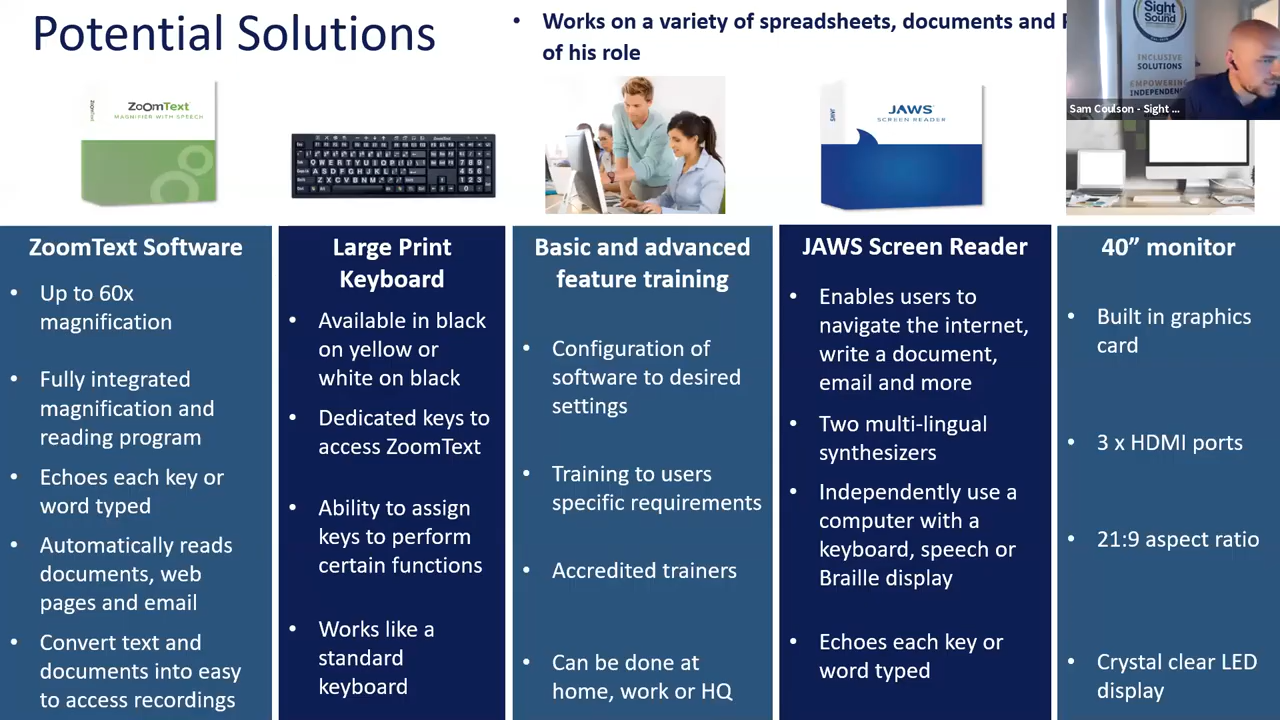 Potential Solutions
• Works on a variety of spreadsheets, documents and
of his role
Sight
Sound
INCLUSIVE
SOLUTIONS
EMPOWERING
INDEPENDENCE
Sam Coulson - Sight ...
ZoomText
MAGNIFIER WITH SPEECH
JAWS
SCREEN READER
JAWS
ZoomText Software
• Up to 60x
magnification
• Fully integrated
magnification and
reading program
• Echoes each key or
word typed
• Automatically reads
documents, web
pages and email
• Convert text and
documents into easy
to access recordings
Large Print
Keyboard
• Available in black
on yellow or
white on black
• Dedicated keys to
access ZoomText
• Ability to assign
keys to perform
certain functions
• Works like a
standard
keyboard
Basic and advanced
feature training
• Configuration of
software to desired
settings
• Training to users
specific requirements
• Accredited trainers
• Can be done at
home, work or HQ
JAWS Screen Reader
• Enables users to
navigate the internet,
write a document,
email and more
• Two multi-lingual
synthesizers
• Independently use a
computer with a
keyboard, speech or
Braille display
• Echoes each key or
word typed
40” monitor
• Built in graphics
card
• 3 x HDMI ports
• 21:9 aspect ratio
• Crystal clear LED
display